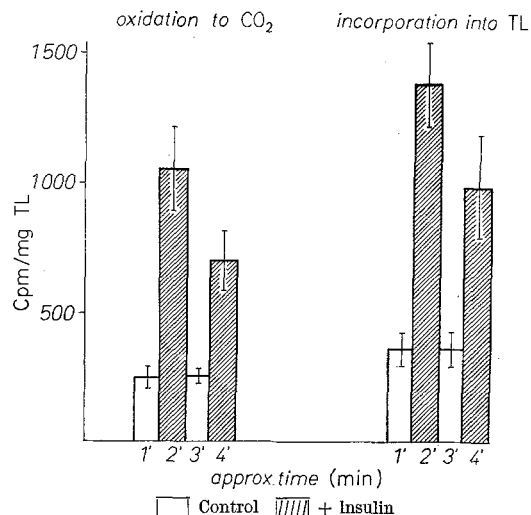 oxidation to CO₂ incorporation into TL
1500
1000
500
Cpm/mg TL
1' 2' 3' 4' 1' 2' 3' 4'
approx. time (min)
Control + Insulin